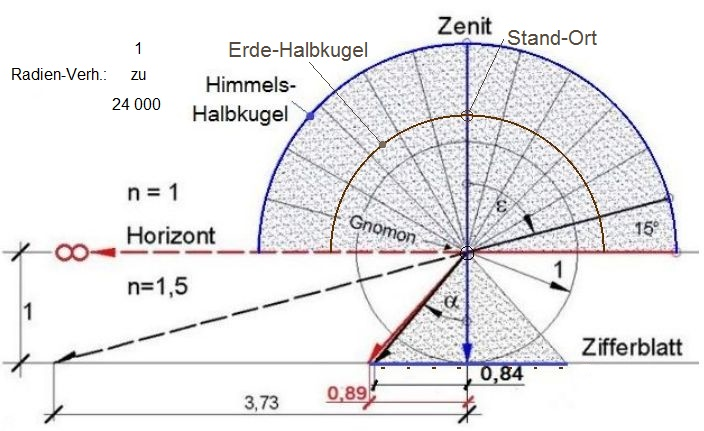 Zenit
1
Radien-Verh.: zu
24 000
Erde-Halbkugel
Stand-Ort
Himmels-
Halbkugel
n = 1
ε
Gnomon
15°
Horizont
∞
n=1,5
1
1
α
Zifferblatt
0,84
0,89
3,73